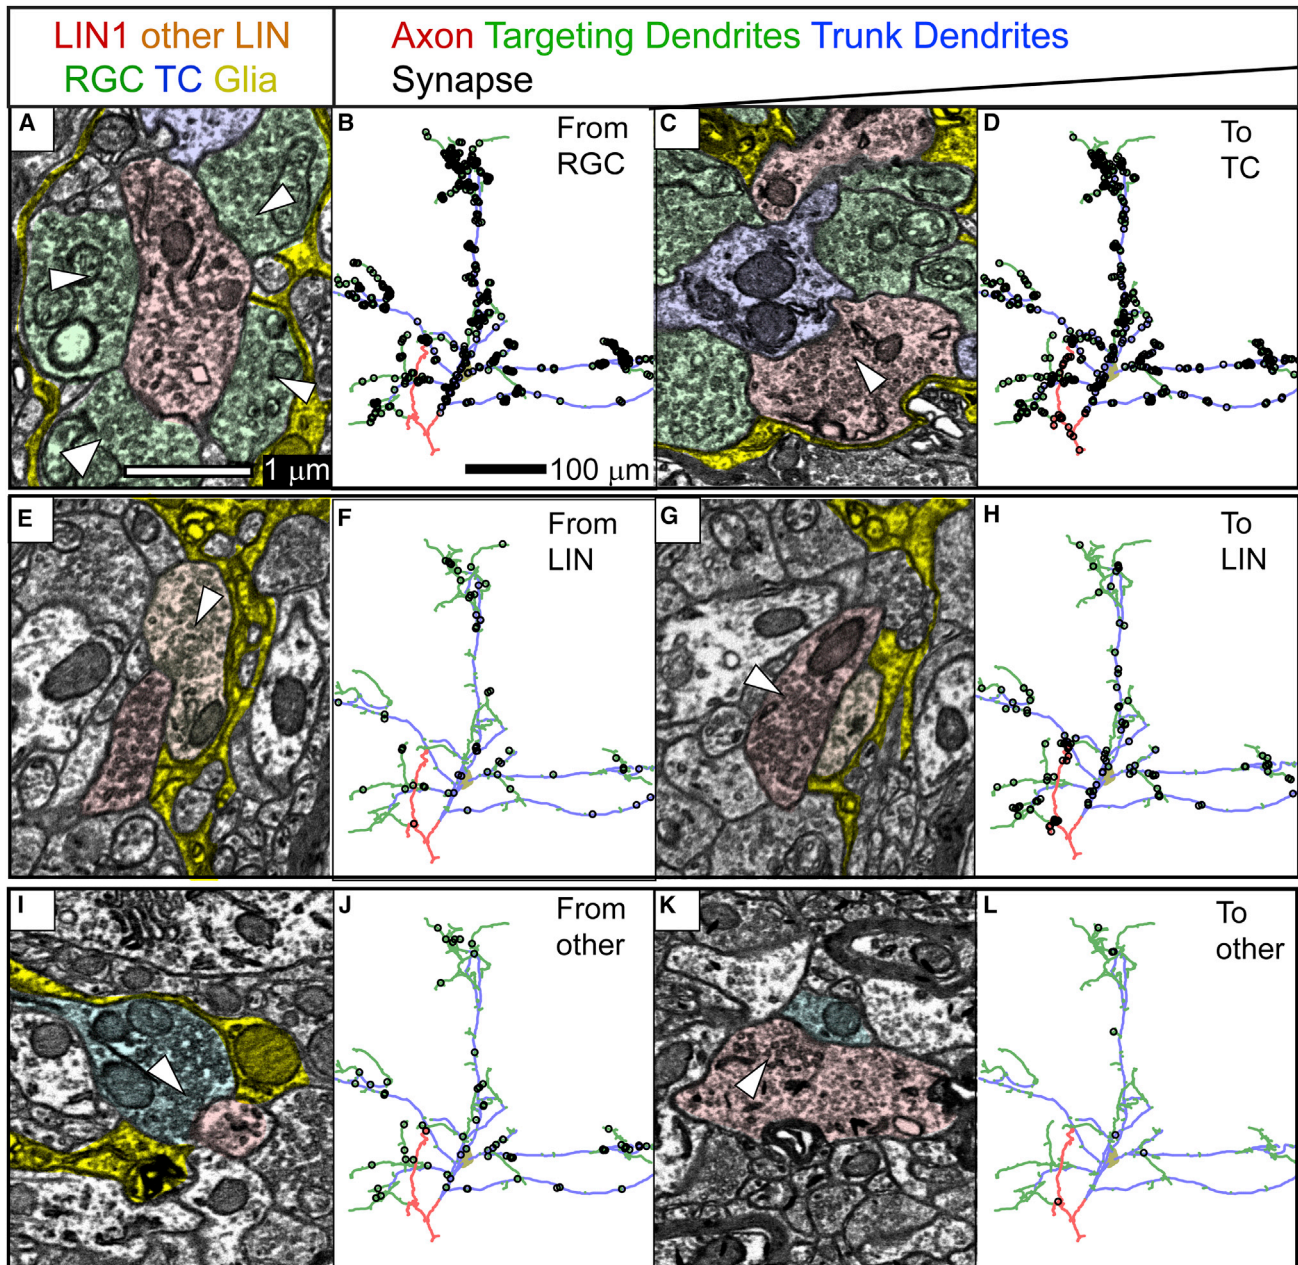 LIN1 other LIN
RGC TC Glia
Axon Targeting Dendrites Trunk Dendrites
Synapse
A
B
From
RGC
C
D
To
TC
1 μm
100 μm
E
F
From
LIN
G
H
To
LIN
I
J
From
other
K
L
To
other